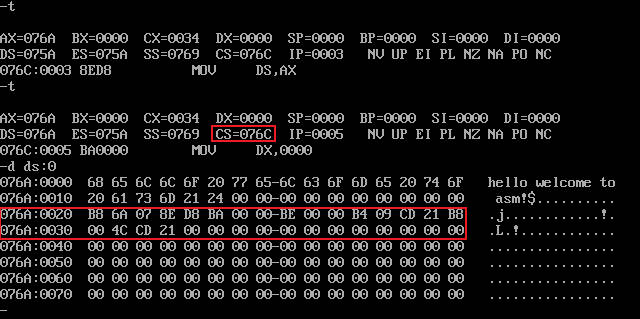 -t
AX=076A BX=0000 CX=0034 DX=0000 SP=0000 BP=0000 SI=0000 DI=0000
DS=075A ES=075A SS=0769 CS=076C IP=0003 NV UP EI PL NZ NA PO NC
076C:0003 8ED8 MOV DS,AX
-t
AX=076A BX=0000 CX=0034 DX=0000 SP=0000 BP=0000 SI=0000 DI=0000
DS=076A ES=075A SS=0769 CS=076C IP=0005 NV UP EI PL NZ NA PO NC
076C:0005 BA0000 MOV DX,0000
-d ds:0
076A:0000 68 65 6C 6C 6F 20 77 65-6C 63 6F 6D 65 20 74 6F hello welcome to
076A:0010 20 61 73 6D 21 24 00 00-00 00 00 00 00 00 00 00 asm!$..........
076A:0020 B8 6A 07 8E D8 BA 00 00-BE 00 00 B4 09 CD 21 B8 .j............!.
076A:0030 00 4C CD 21 00 00 00 00-00 00 00 00 00 00 00 00 .L.!............
076A:0040 00 00 00 00 00 00 00 00-00 00 00 00 00 00 00 00 ................
076A:0050 00 00 00 00 00 00 00 00-00 00 00 00 00 00 00 00 ................
076A:0060 00 00 00 00 00 00 00 00-00 00 00 00 00 00 00 00 ................
076A:0070 00 00 00 00 00 00 00 00-00 00 00 00 00 00 00 00 ................
-